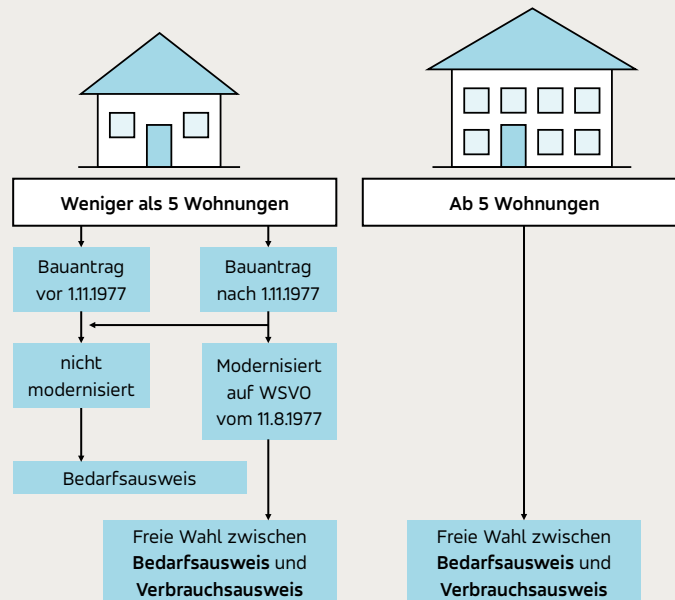 Weniger als 5 Wohnungen
Ab 5 Wohnungen
Bauantrag
vor 1.11.1977
Bauantrag
nach 1.11.1977
nicht
modernisiert
Modernisiert
auf WSVO
vom 11.8.1977
Bedarfsausweis
Freie Wahl zwischen
Bedarfsausweis und
Verbrauchsausweis
Freie Wahl zwischen
Bedarfsausweis und
Verbrauchsausweis